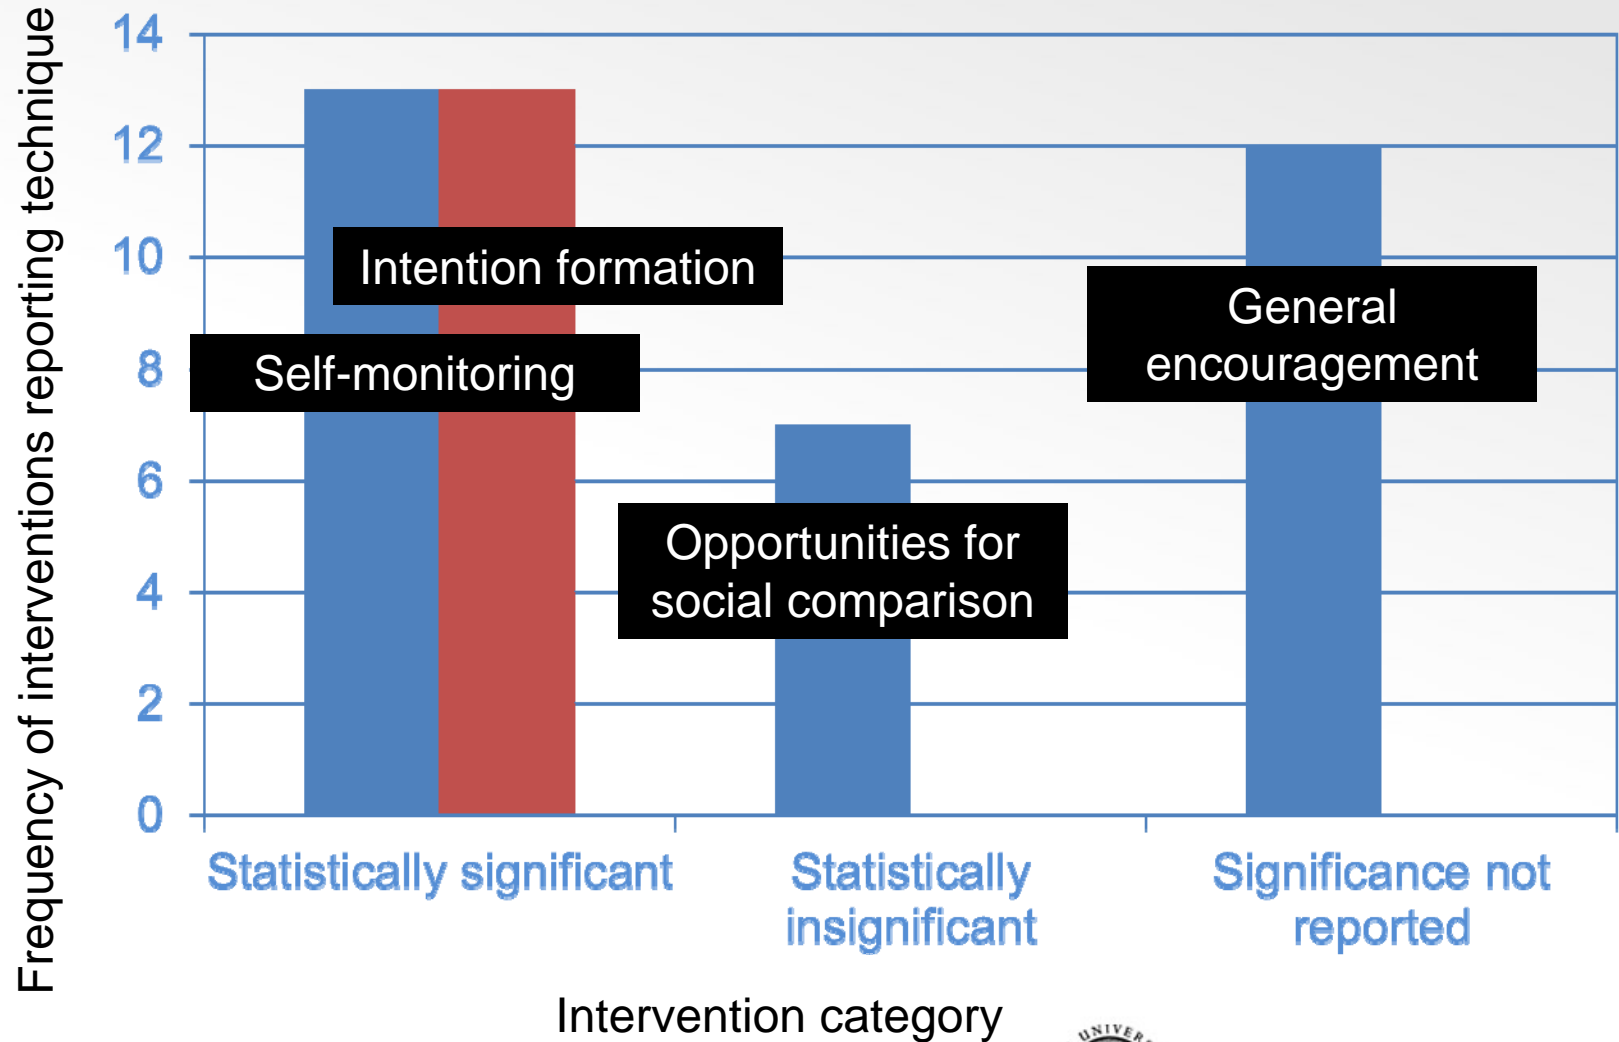 Frequency of interventions reporting technique
14
12
10
8
6
4
2
0
Intention formation
Self-monitoring
Opportunities for
social comparison
General
encouragement
Statistically significant
Statistically
insignificant
Significance not
reported
Intervention category